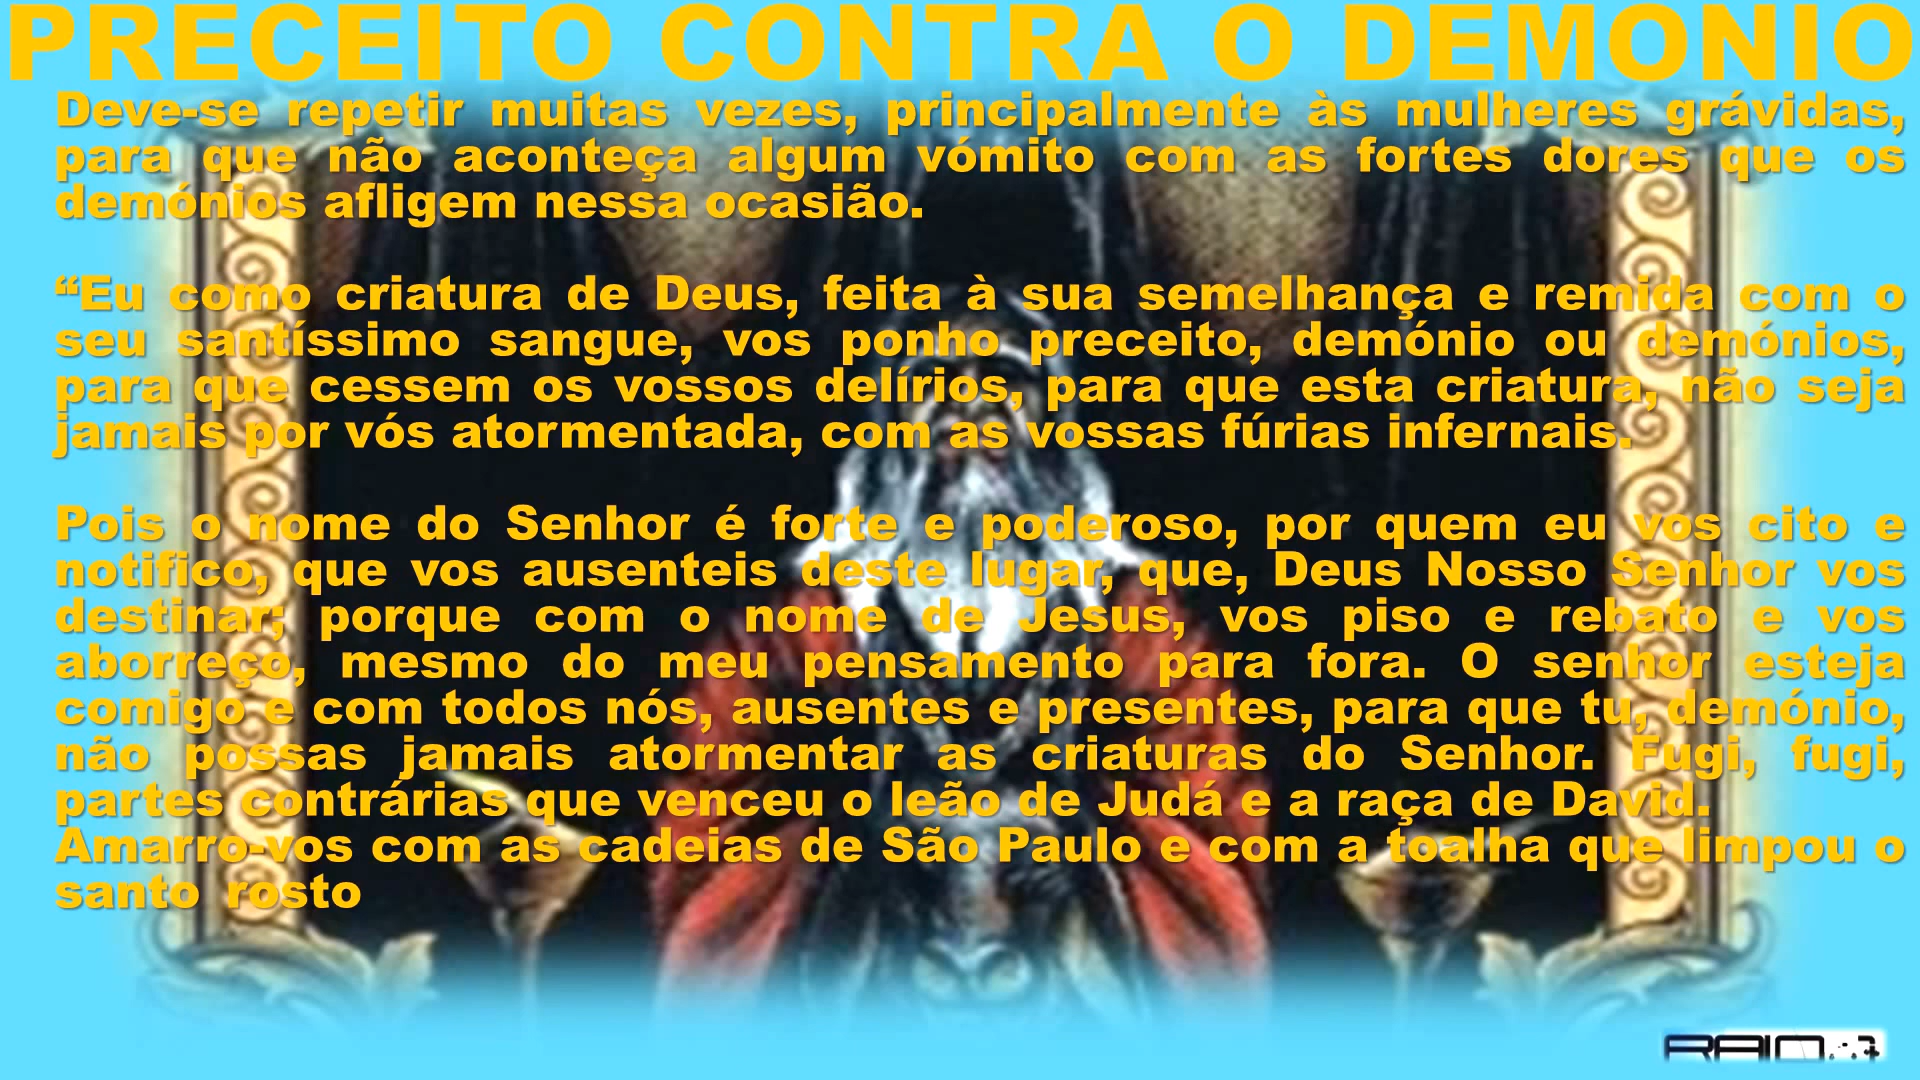 PRECEITO CONTRA O DEMONIO
Deve-se repetir muitas vezes, principalmente às mulheres grávidas,
para que não aconteça algum vómito com as fortes dores que os
demónios afligem nessa ocasião.
“Eu como criatura de Deus, feita à sua semelhança e remida com o
seu santíssimo sangue, vos ponho preceito, demónio ou demónios,
para que cessem os vossos delírios, para que esta criatura, não seja
jamais por vós atormentada, com as vossas fúrias infernais.
Pois o nome do Senhor é forte e poderoso, por quem eu vos cito e
notifico, que vos ausenteis deste lugar, que, Deus Nosso Senhor vos
destinar; porque com o nome de Jesus, vos piso e rebato e vos
aborreço, mesmo do meu pensamento para fora. O senhor esteja
comigo e com todos nós, ausentes e presentes, para que tu, demónio,
não possas jamais atormentar as criaturas do Senhor. Fugi, fugi,
partes contrárias que venceu o leão de Judá e a raça de David.
Amarro-vos com as cadeias de São Paulo e com a toalha que limpou o
santo rosto